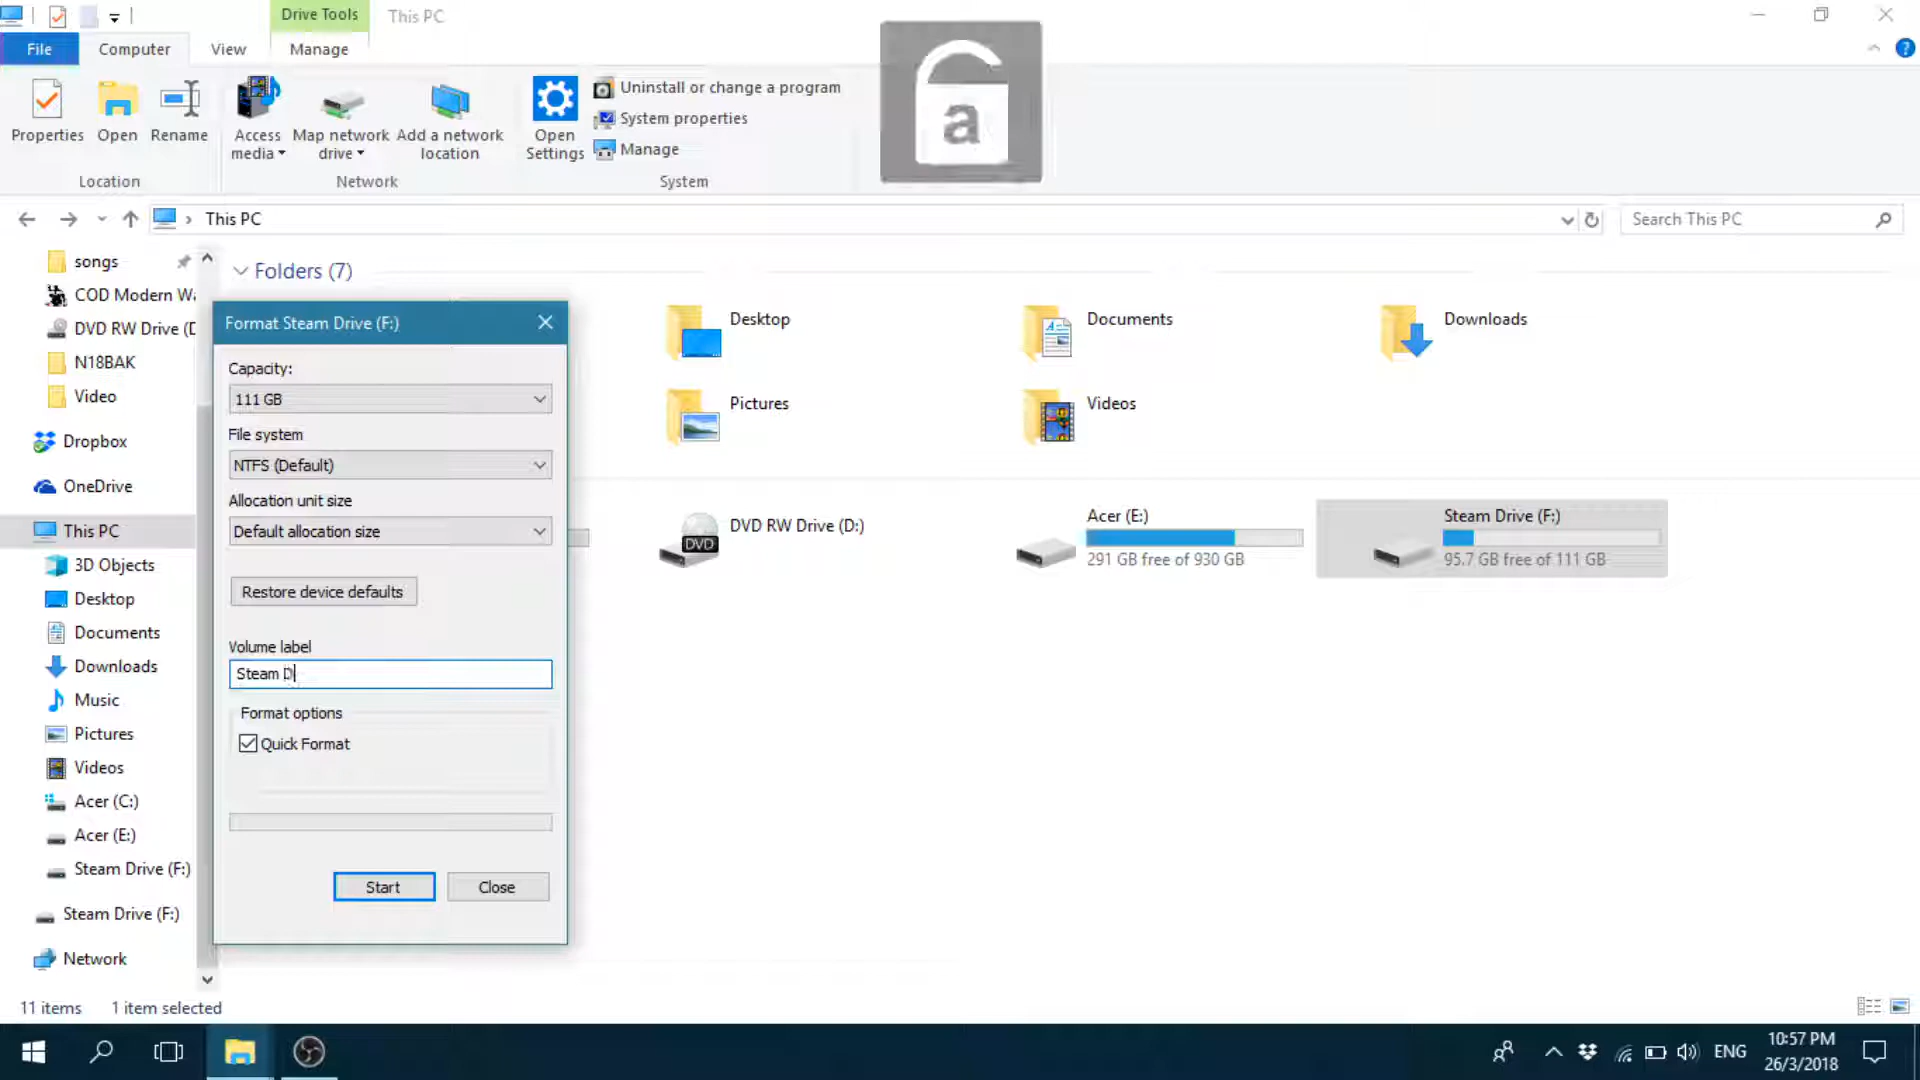 Drive Tools
This PC
File
Computer
View
Manage
Properties
Open
Rename
Access media
Map network drive
Add a network location
Open Settings
Uninstall or change a program
System properties
Manage
Location
Network
System
a
This PC
Search This PC
songs
COD Modern Wa
DVD RW Drive (D
N18BAK
Video
Dropbox
OneDrive
This PC
3D Objects
Desktop
Documents
Downloads
Music
Pictures
Videos
Acer (C:)
Acer (E:)
Steam Drive (F:)
Steam Drive (F:)
Network
Folders (7)
Desktop
Documents
Downloads
Pictures
Videos
DVD
DVD RW Drive (D:)
Acer (E:)
291 GB free of 930 GB
Steam Drive (F:)
95.7 GB free of 111 GB
Format Steam Drive (F:)
Capacity:
111 GB
File system
NTFS (Default)
Allocation unit size
Default allocation size
Restore device defaults
Volume label
Steam D
Format options
Quick Format
Start
Close
11 items
1 item selected
ENG
10:57 PM
26/3/2018